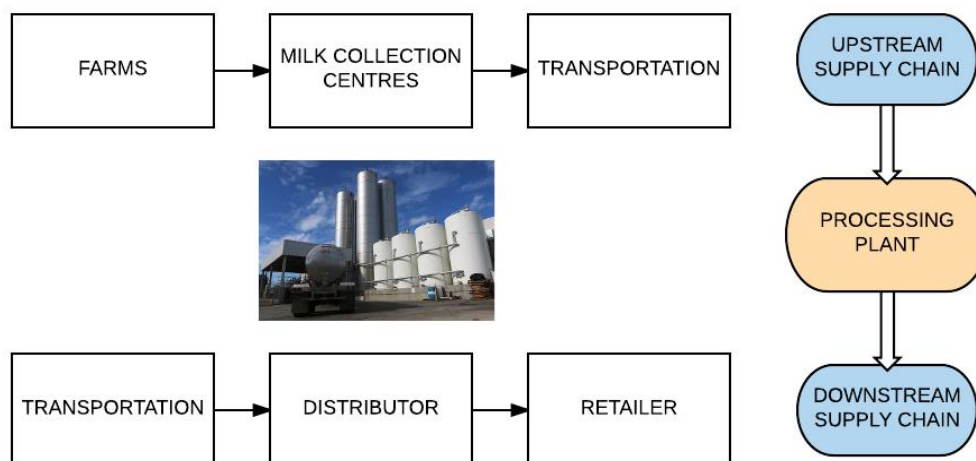 FARMS
MILK COLLECTION
CENTRES
TRANSPORTATION
UPSTREAM
SUPPLY CHAIN
PROCESSING
PLANT
TRANSPORTATION
DISTRIBUTOR
RETAILER
DOWNSTREAM
SUPPLY CHAIN